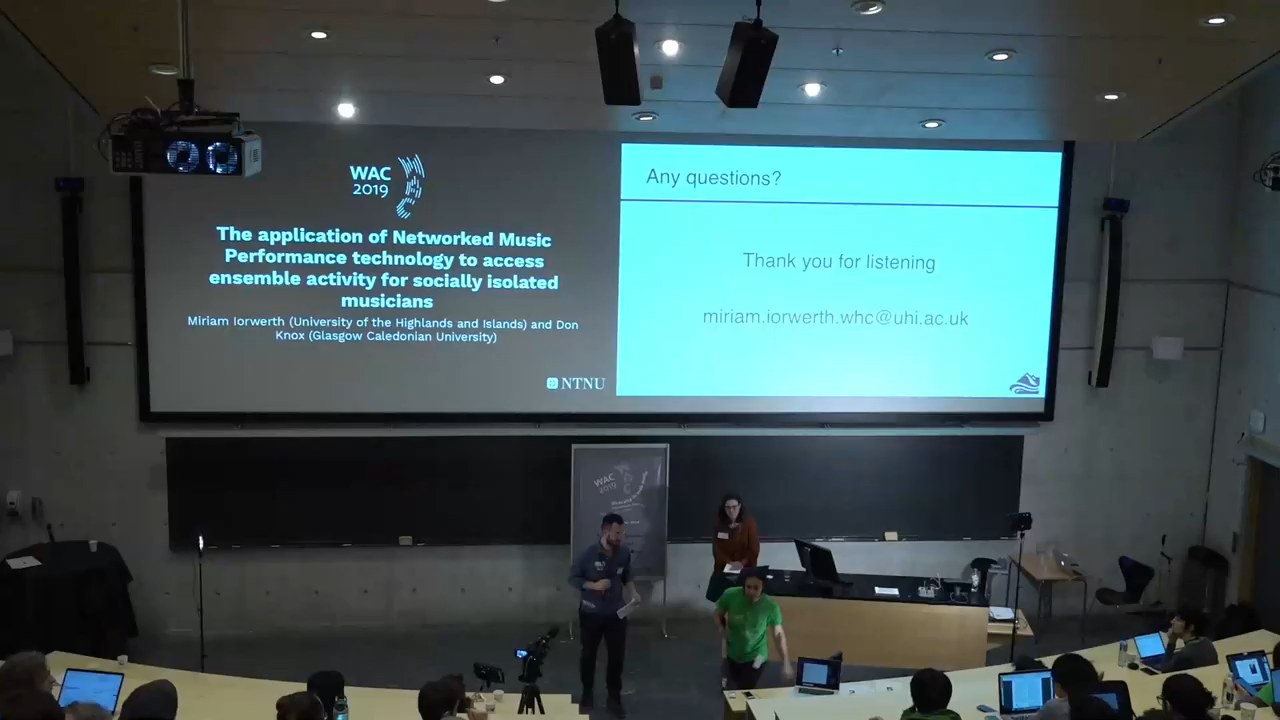 WAC
2019
The application of Networked Music
Performance technology to access
ensemble activity for socially isolated
musicians
Miriam Iorwerth (University of the Highlands and Islands) and Don
Knox (Glasgow Caledonian University)
NTNU
Any questions?
Thank you for listening
miriam.iorwerth.whc@uhi.ac.uk
WAC
2019